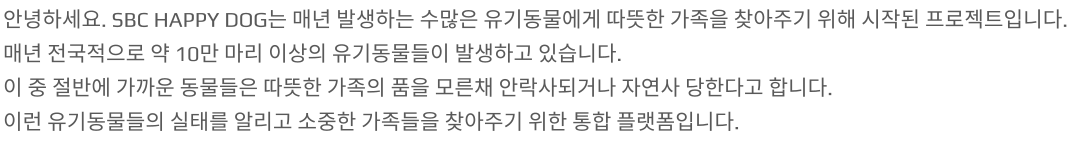 안녕하세요. SBC HAPPY DOG는 매년 발생하는 수많은 유기동물에게 따뜻한 가족을 찾아주기 위해 시작된 프로젝트입니다.
매년 전국적으로 약 10만 마리 이상의 유기동물들이 발생하고 있습니다.
이 중 절반에 가까운 동물들은 따뜻한 가족의 품을 모른채 안락사되거나 자연사 당한다고 합니다.
이런 유기동물들의 실태를 알리고 소중한 가족들을 찾아주기 위한 통합 플랫폼입니다.